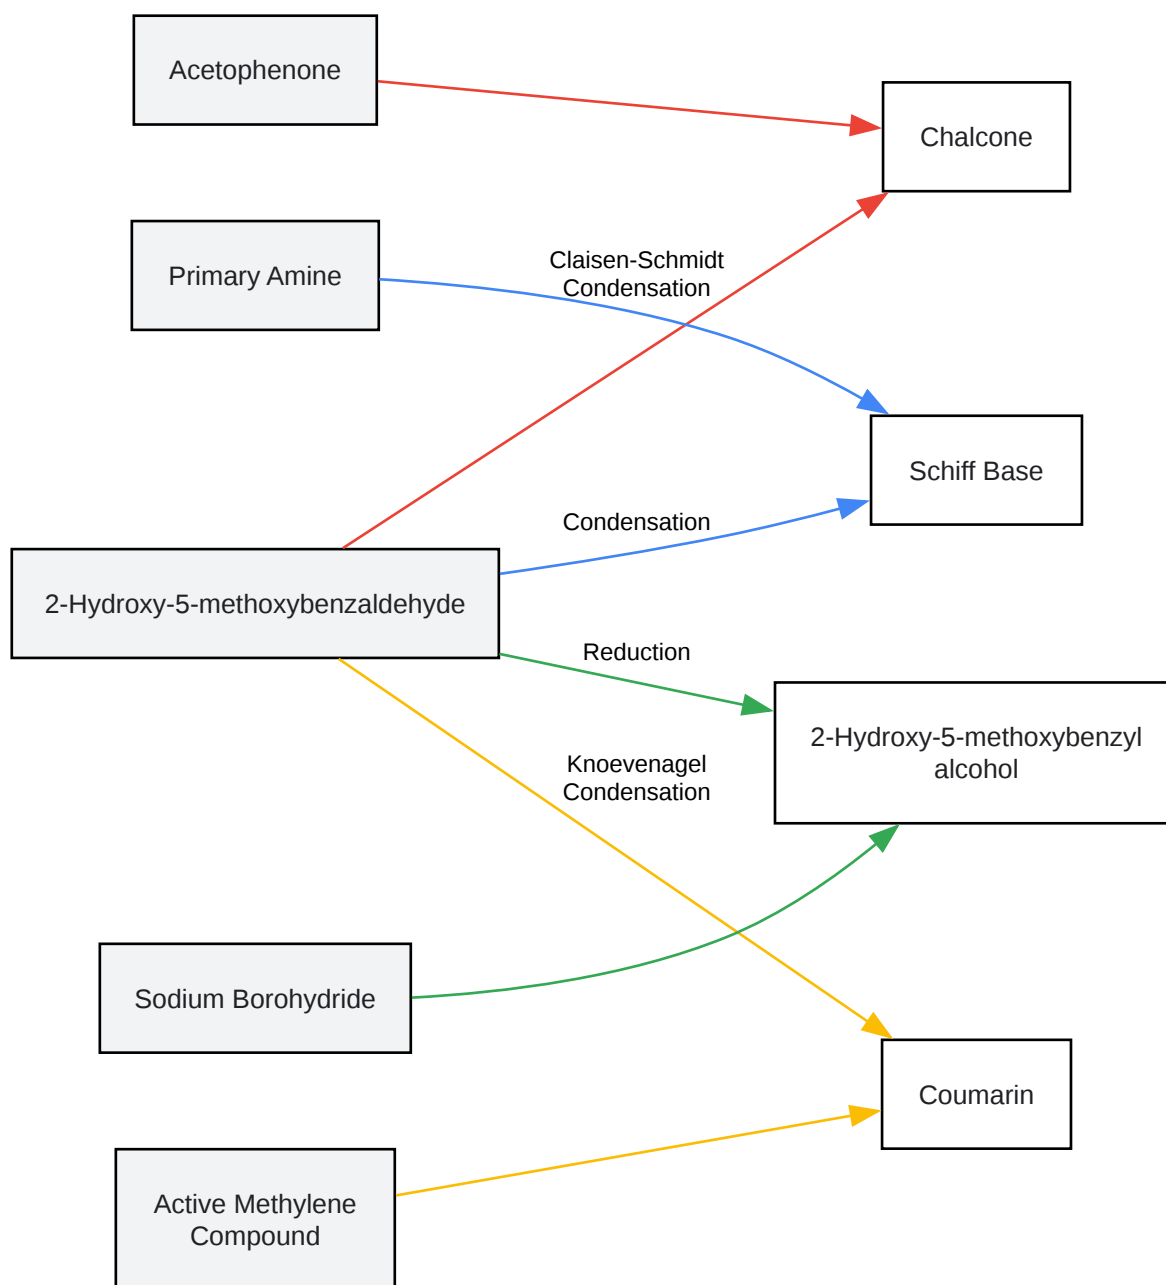 Acetophenone
Chalcone
Primary Amine
Claisen-Schmidt
Condensation
Schiff Base
Condensation
2-Hydroxy-5-methoxybenzaldehyde
Reduction
2-Hydroxy-5-methoxybenzyl
alcohol
Knoevenagel
Condensation
Sodium Borohydride
Coumarin
Active Methylene
Compound